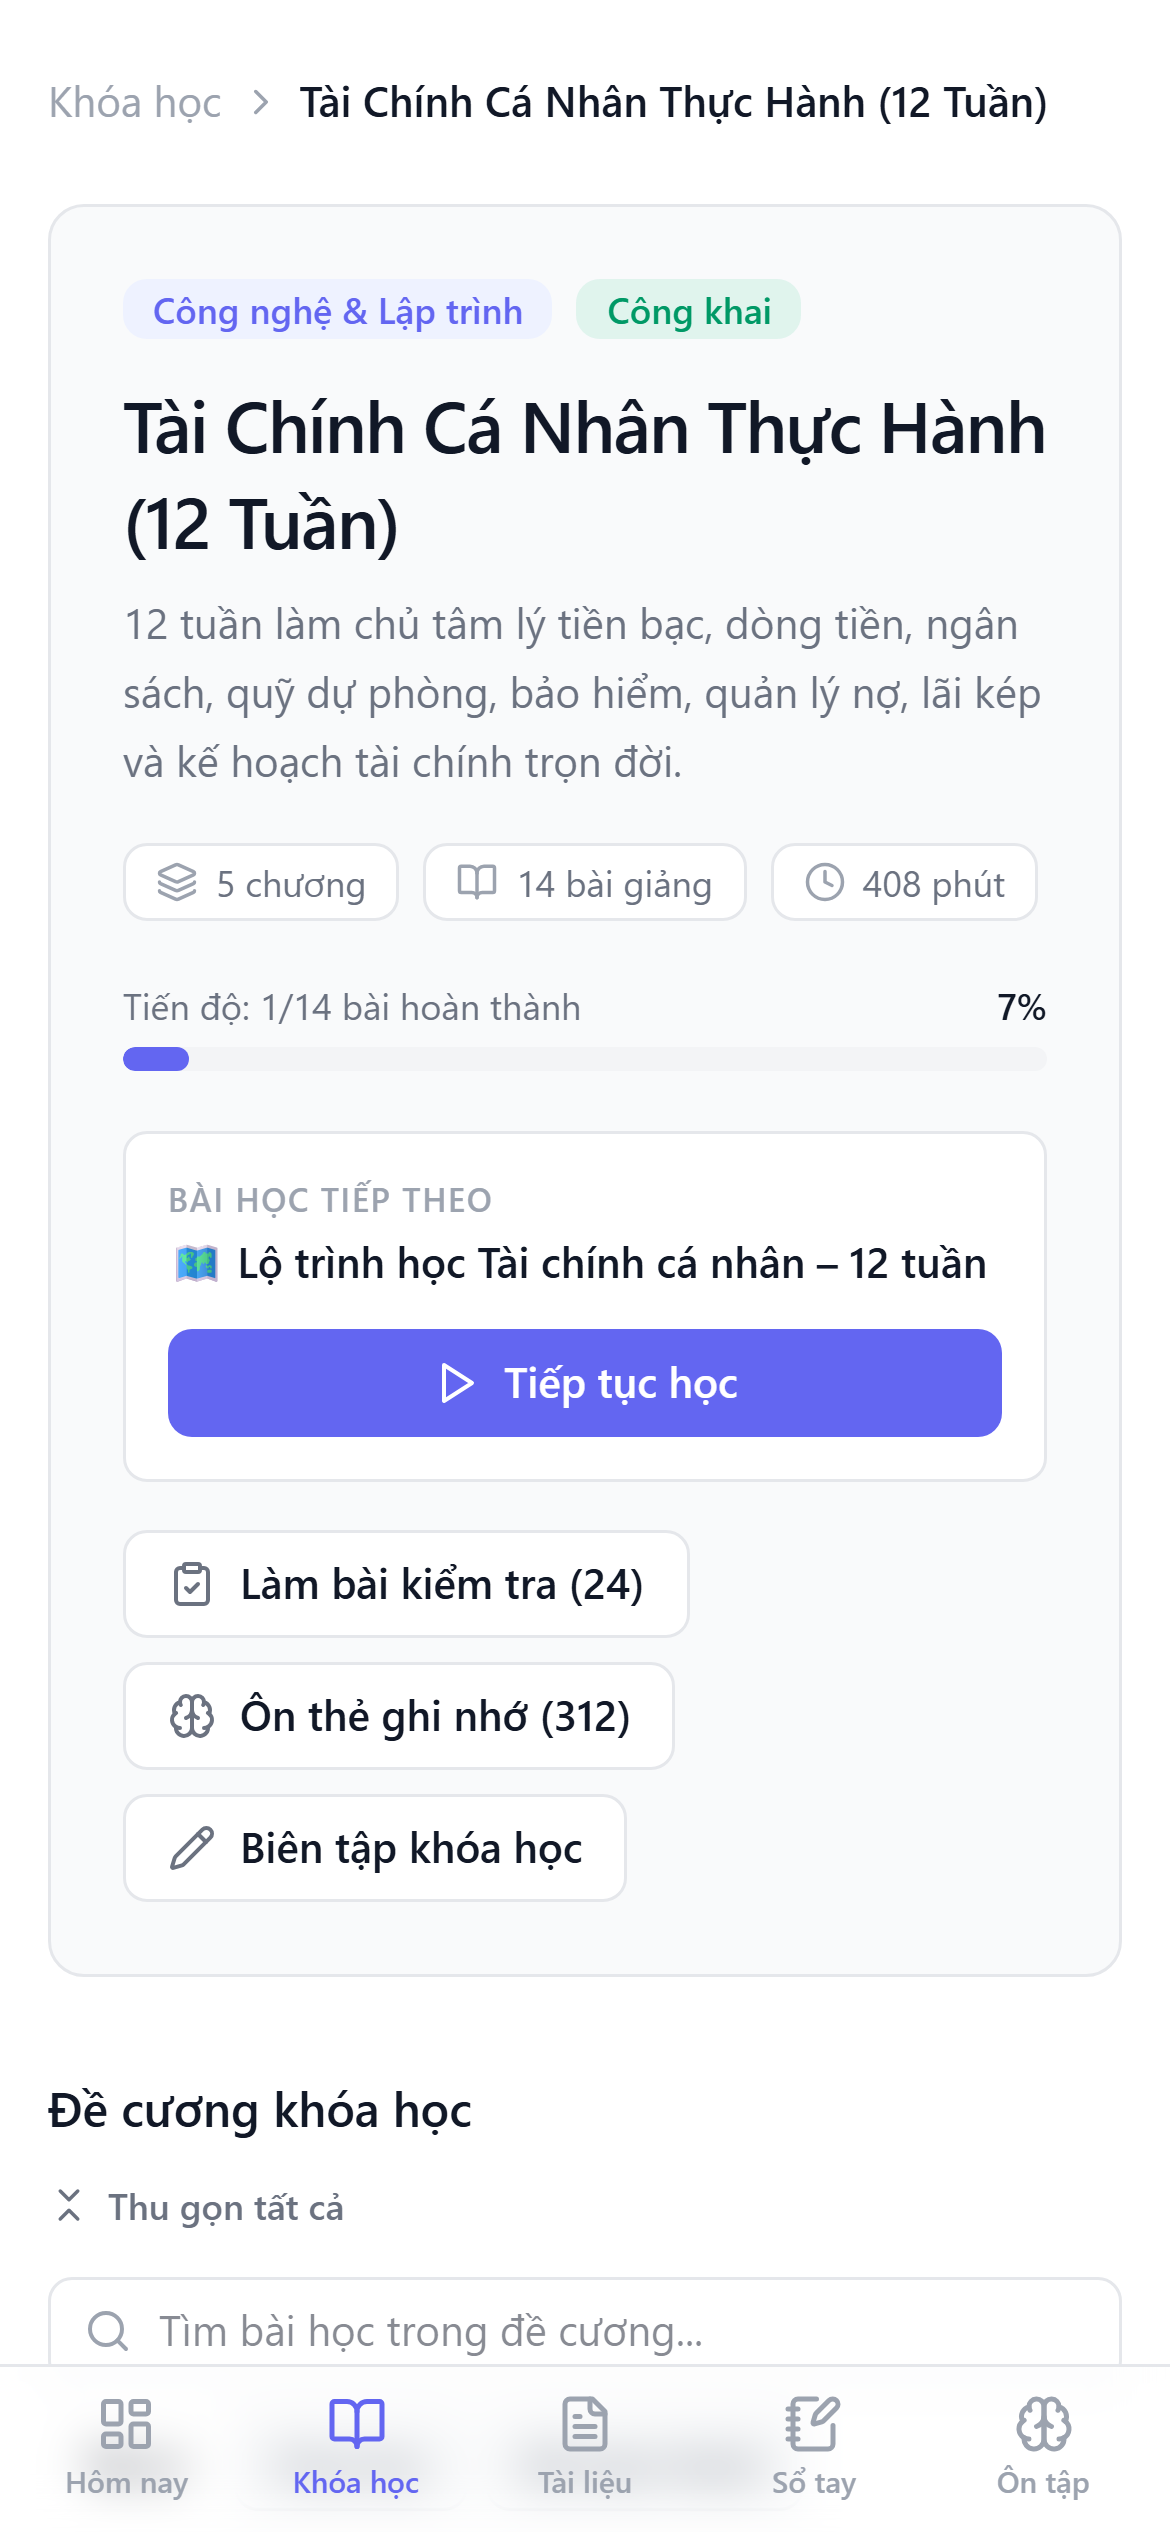 Khóa học > Tài Chính Cá Nhân Thực Hành (12 Tuần)
Công nghệ & Lập trình
Công khai
Tài Chính Cá Nhân Thực Hành
(12 Tuần)
12 tuần làm chủ tâm lý tiền bạc, dòng tiền, ngân
sách, quỹ dự phòng, bảo hiểm, quản lý nợ, lãi kép
và kế hoạch tài chính trọn đời.
5 chương
14 bài giảng
408 phút
Tiến độ: 1/14 bài hoàn thành
7%
BÀI HỌC TIẾP THEO
Lộ trình học Tài chính cá nhân – 12 tuần
Tiếp tục học
Làm bài kiểm tra (24)
Ôn thẻ ghi nhớ (312)
Biên tập khóa học
Đề cương khóa học
Thu gọn tất cả
Tìm bài học trong đề cương...
Hôm nay
Khóa học
Tài liệu
Sổ tay
Ôn tập